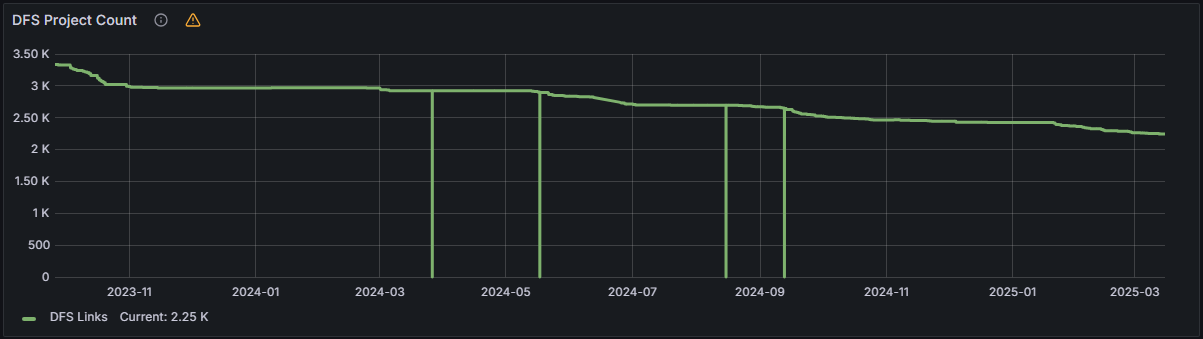 DFS Project Count
3.50 K
3 K
2.50 K
2 K
1.50 K
1 K
500
0
2023-11 2024-01 2024-03 2024-05 2024-07 2024-09 2024-11 2025-01 2025-03
DFS Links Current: 2.25 K